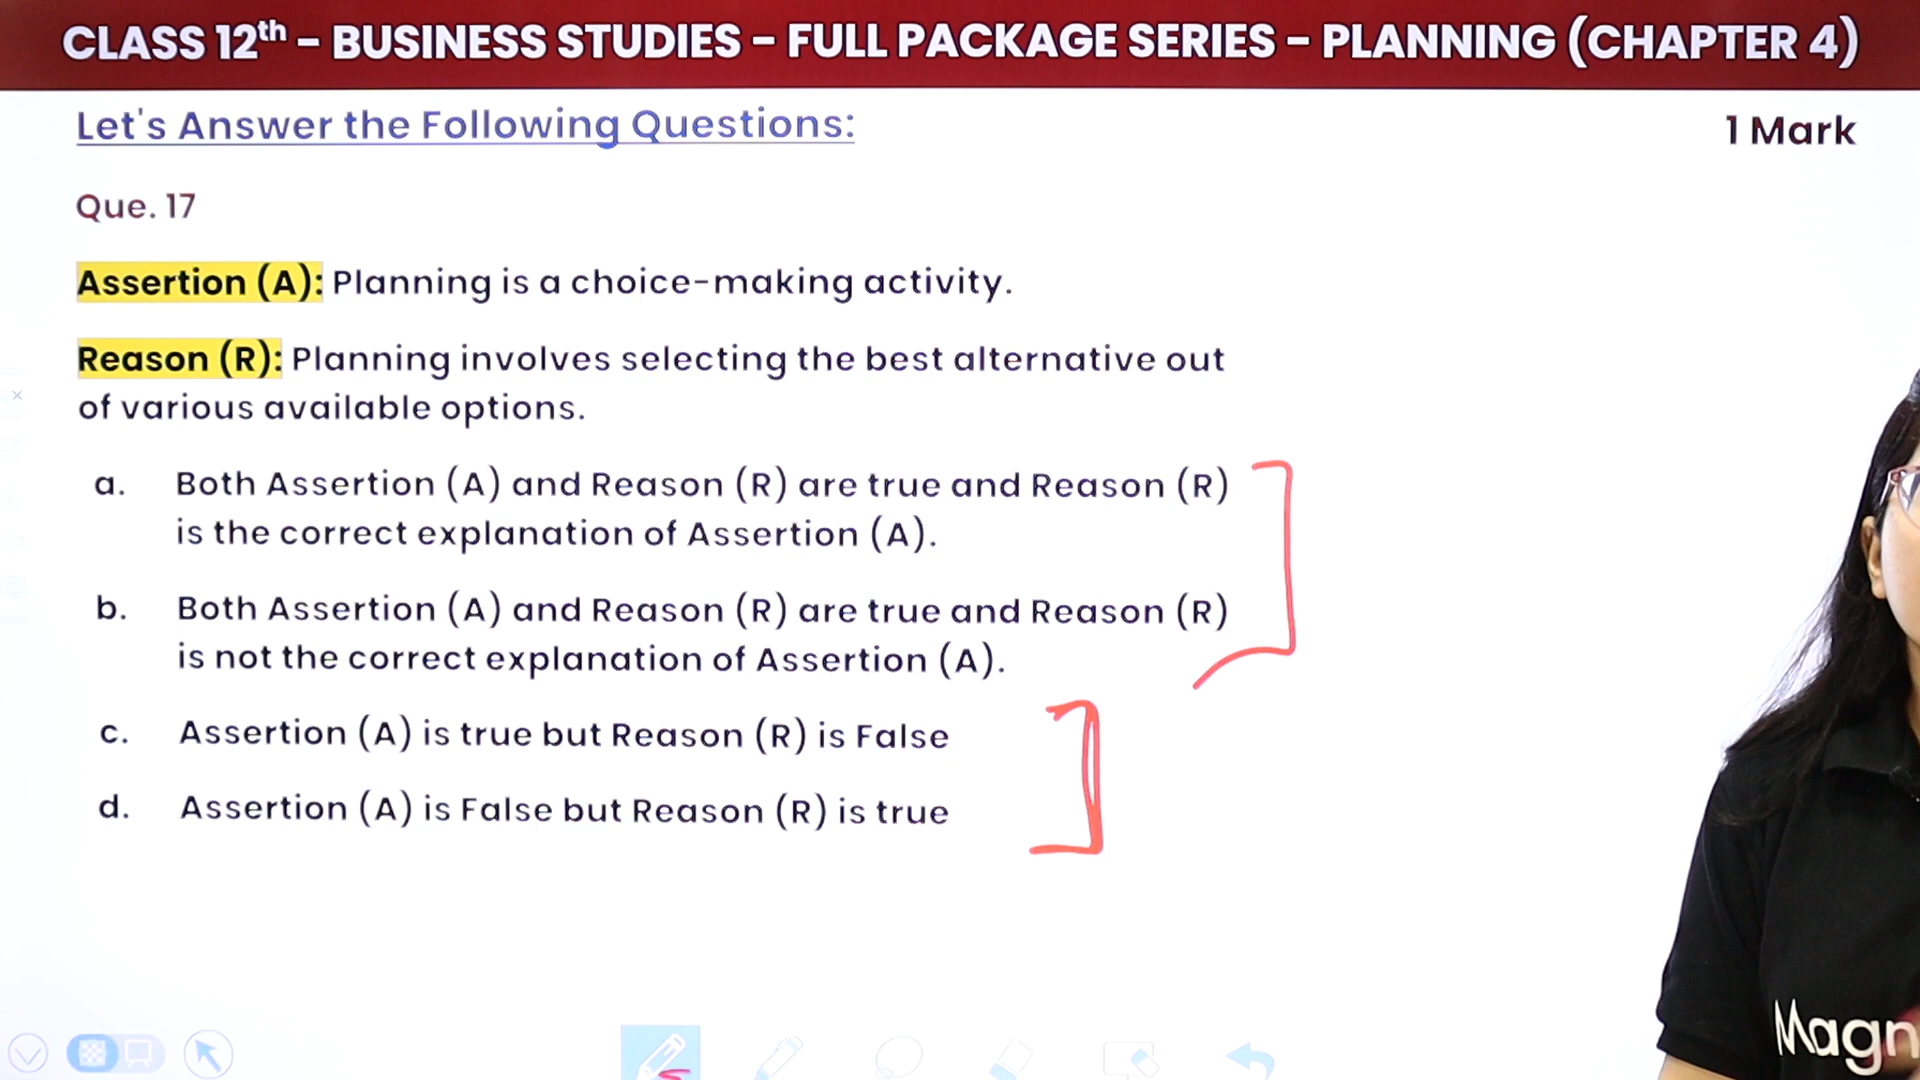 CLASS 12th – BUSINESS STUDIES – FULL PACKAGE SERIES – PLANNING (CHAPTER 4)
Let's Answer the Following Questions:
1 Mark
Que. 17
Assertion (A): Planning is a choice-making activity.
Reason (R): Planning involves selecting the best alternative out
of various available options.
a. Both Assertion (A) and Reason (R) are true and Reason (R)
is the correct explanation of Assertion (A).
b. Both Assertion (A) and Reason (R) are true and Reason (R)
is not the correct explanation of Assertion (A).
c. Assertion (A) is true but Reason (R) is False
d. Assertion (A) is False but Reason (R) is true
Magn